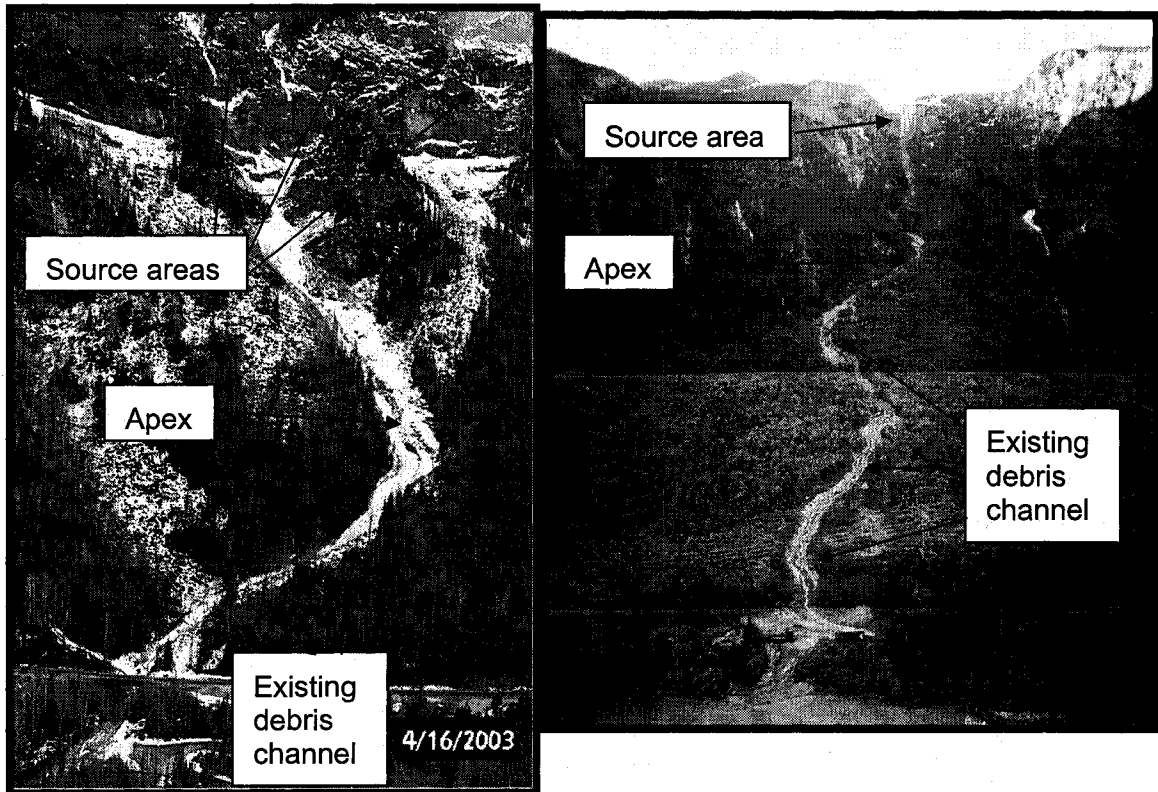 Source areas
Apex
Existing
debris
channel
4/16/2003
Source area
Apex
Existing
debris
channel